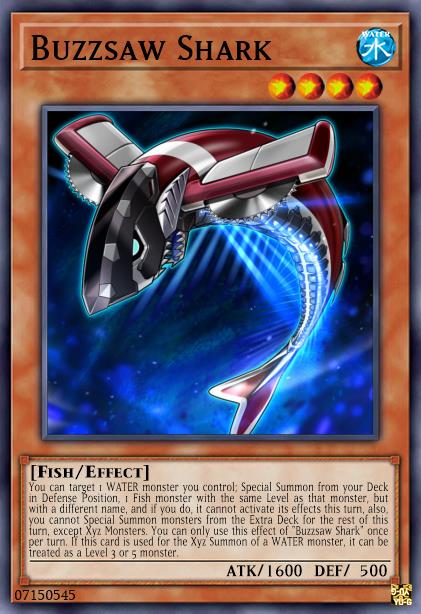 Buzzsaw Shark
WATER
水
[Fish/Effect]
You can target 1 WATER monster you control; Special Summon from your Deck
in Defense Position, 1 Fish monster with the same Level as that monster, but
with a different name, and if you do, it cannot activate its effects this turn, also,
you cannot Special Summon monsters from the Extra Deck for the rest of this
turn, except Xyz Monsters. You can only use this effect of "Buzzsaw Shark" once
per turn. If this card is used for the Xyz Summon of a WATER monster, it can be
treated as a Level 3 or 5 monster.
ATK/1600 DEF/ 500
07150545